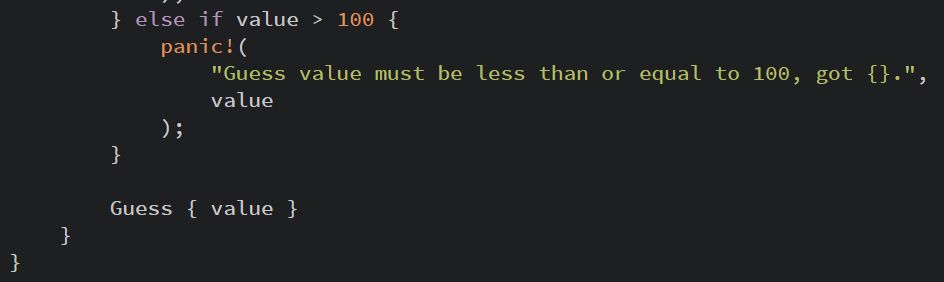 } else if value > 100 {
panic!(
"Guess value must be less than or equal to 100, got {}.",
value
);
}
Guess { value }
}
}